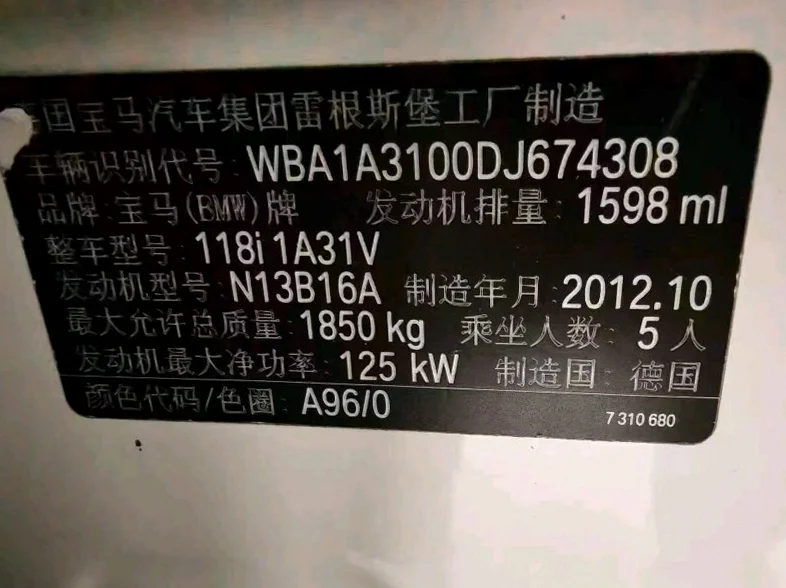 德国宝马汽车集团雷根斯堡工厂制造
车辆识别代号: WBA1A3100DJ674308
品牌: 宝马(BMW)牌 发动机排量: 1598 ml
整车型号: 118i 1A31V
发动机型号: N13B16A 制造年月: 2012.10
最大允许总质量: 1850 kg 乘坐人数: 5 人
发动机最大净功率: 125 kW 制造国: 德国
颜色代码/色圈: A96/0 7 310 680